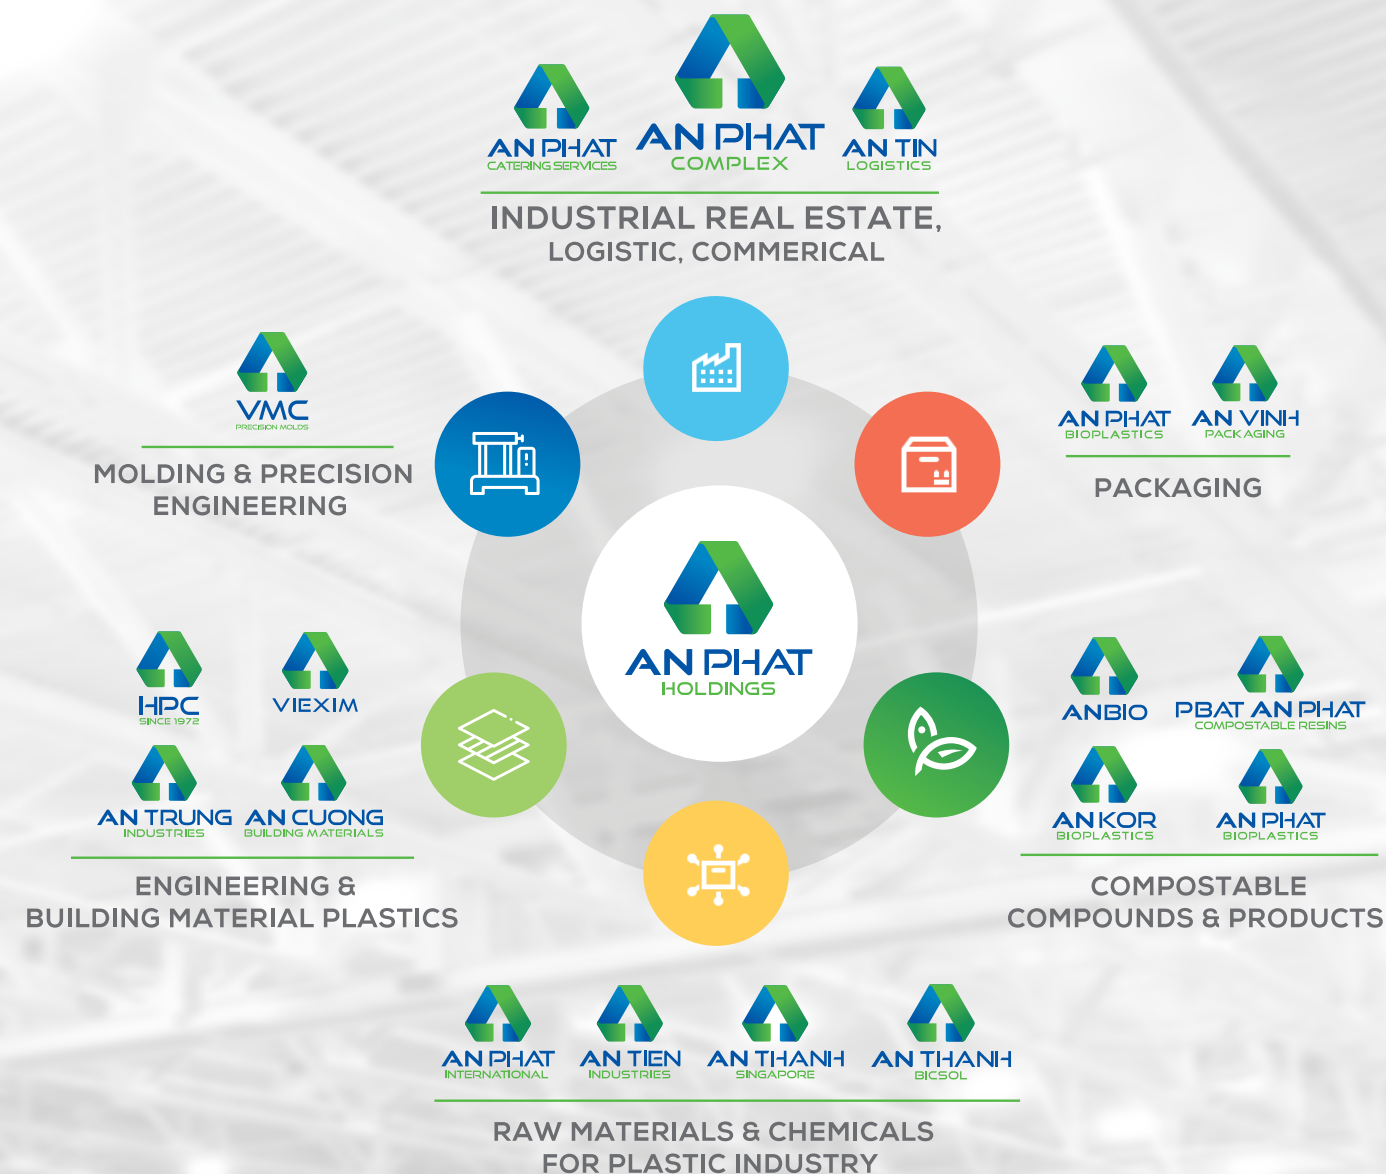 AN PHAT
CATERING SERVICES
AN PHAT
COMPLEX
AN TIN
LOGISTICS
INDUSTRIAL REAL ESTATE,
LOGISTIC, COMMERICAL
VMC
PRECISION MOLDS
MOLDING & PRECISION
ENGINEERING
AN PHAT
BIOPLASTICS
AN VINH
PACKAGING
PACKAGING
AN PHAT
HOLDINGS
HPC
SINCE 1972
VIEXIM
AN TRUNG
INDUSTRIES
AN CUONG
BUILDING MATERIALS
ENGINEERING &
BUILDING MATERIAL PLASTICS
ANBIO
PBAT AN PHAT
COMPOSTABLE RESINS
ANKOR
BIOPLASTICS
AN PHAT
BIOPLASTICS
COMPOSTABLE
COMPOUNDS & PRODUCTS
AN PHAT
INTERNATIONAL
AN TIEN
INDUSTRIES
AN THANH
SINGAPORE
AN THANH
BICSOL
RAW MATERIALS & CHEMICALS
FOR PLASTIC INDUSTRY